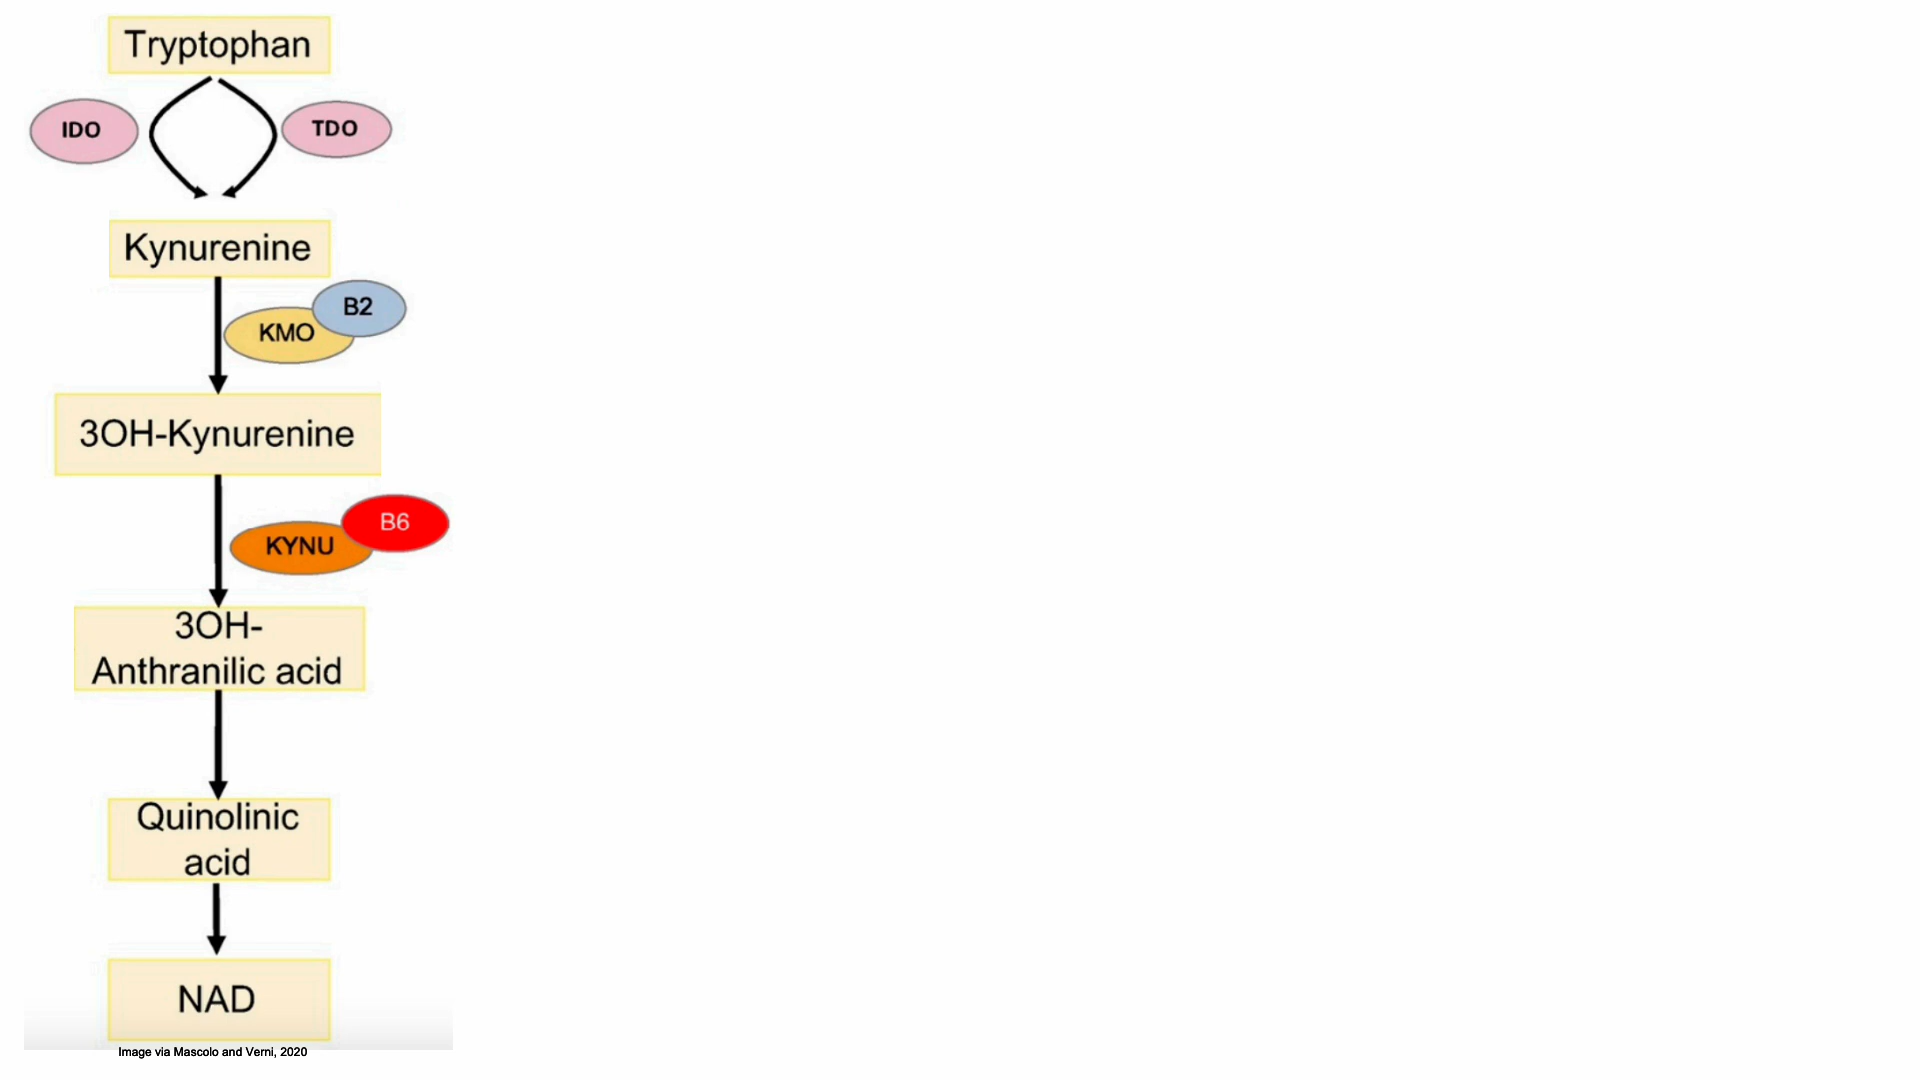 Tryptophan
IDO
TDO
Kynurenine
B2
KMO
3OH-Kynurenine
B6
KYNU
3OH-
Anthranilic acid
Quinolinic
acid
NAD
Image via Mascolo and Verni, 2020